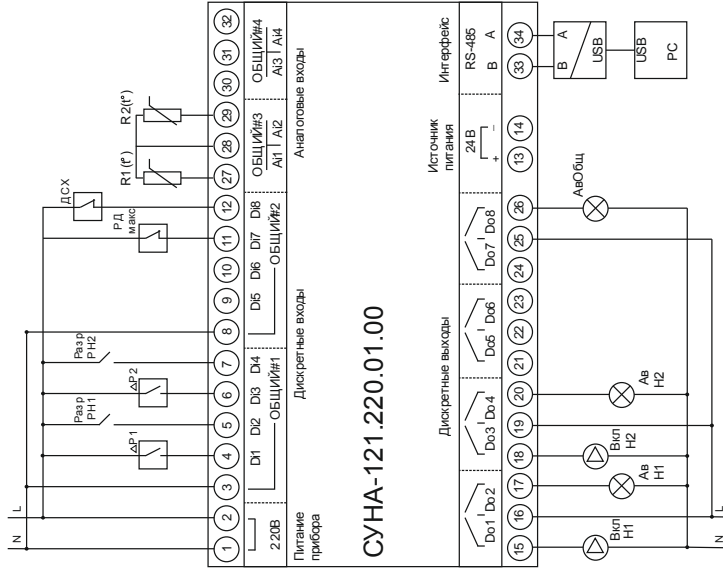 N L
ΔP1
Разр
РН1
ΔP2
Разр
РН2
РД
макс
ДСХ
R1(t°)
R2(t°)
1 2 3 4 5 6 7 8 9 10 11 12 27 28 29 30 31 32
220В
Di1 Di2 Di3 Di4
ОБЩИЙ#1
Di5 Di6 Di7 Di8
ОБЩИЙ#2
ОБЩИЙ#3
Ai1 Ai2
ОБЩИЙ#4
Ai3 Ai4
Питание
прибора
Дискретные входы
Аналоговые входы
СУНА-121.220.01.00
Дискретные выходы
Источник
питания
Интерфейс
Do1 Do2
Do3 Do4
Do5 Do6
Do7 Do8
24В
+ –
RS-485
B A
15 16 17 18 19 20 21 22 23 24 25 26 13 14 33 34
Вкл
Н1
Ав
Н1
Вкл
Н2
Ав
Н2
АвОбщ
B A
USB
USB
PC
N L